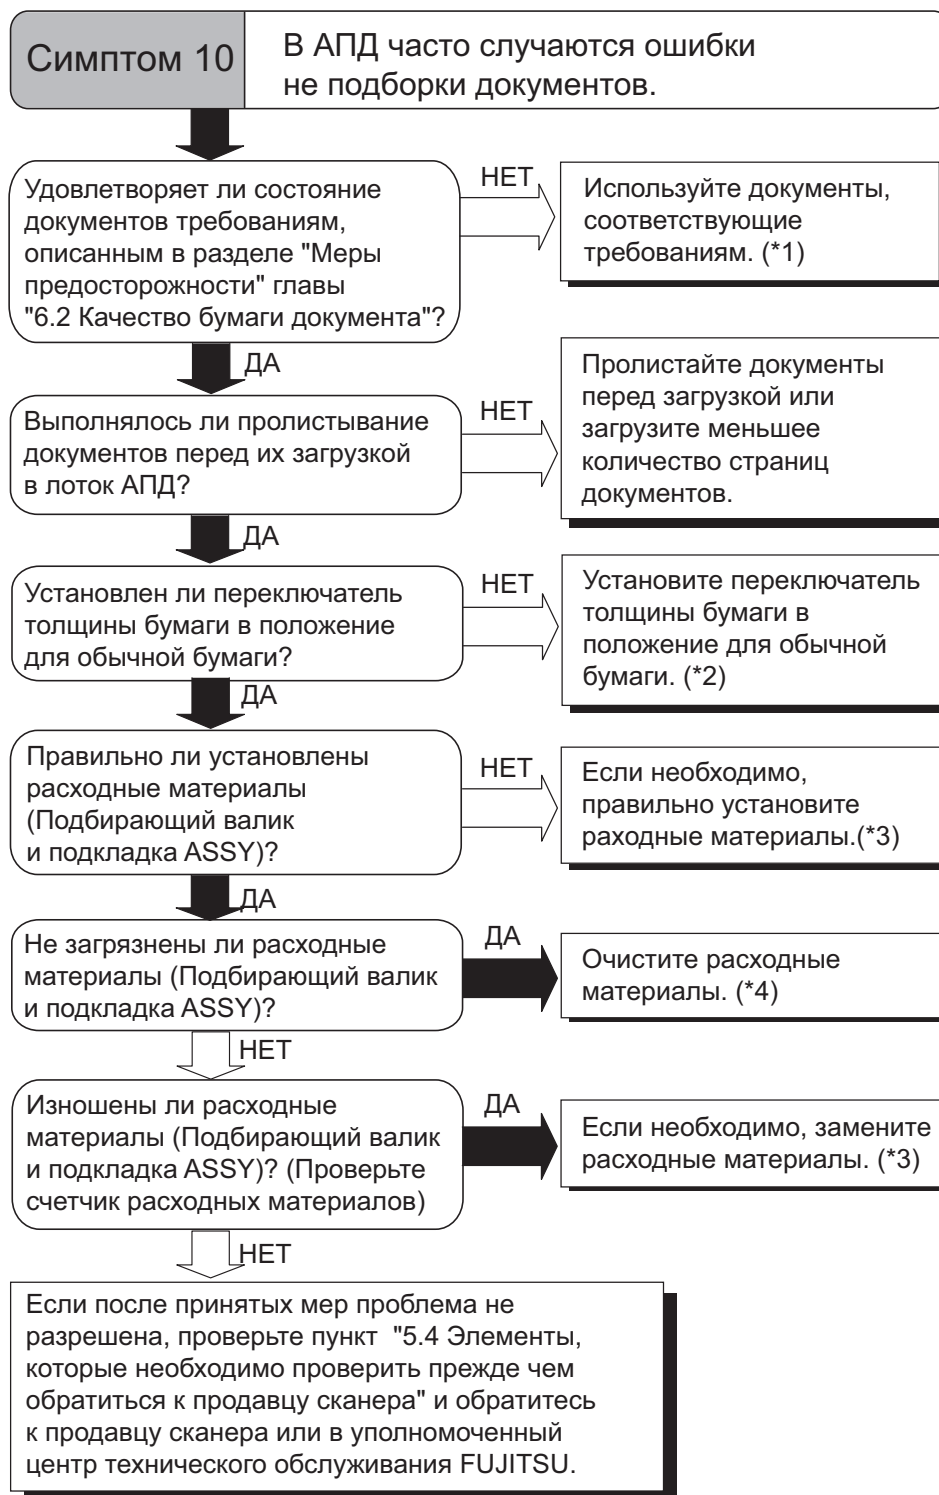 Симптом 10
В АПД часто случаются ошибки
не подборки документов.
Удовлетворяет ли состояние
документов требованиям,
описанным в разделе "Меры
предосторожности" главы
"6.2 Качество бумаги документа"?
НЕТ
Используйте документы,
соответствующие
требованиям. (*1)
ДА
Выполнялось ли пролистывание
документов перед их загрузкой
в лоток АПД?
НЕТ
Пролистайте документы
перед загрузкой или
загрузите меньшее
количество страниц
документов.
ДА
Установлен ли переключатель
толщины бумаги в положение
для обычной бумаги?
НЕТ
Установите переключатель
толщины бумаги в
положение для обычной
бумаги. (*2)
ДА
Правильно ли установлены
расходные материалы
(Подбирающий валик
и подкладка ASSY)?
НЕТ
Если необходимо,
правильно установите
раходные материалы.(*3)
ДА
Не загрязнены ли расходные
материалы (Подбирающий валик
и подкладка ASSY)?
ДА
Очистите расходные
материалы. (*4)
НЕТ
Изношены ли расходные
материалы (Подбирающий валик
и подкладка ASSY)? (Проверьте
счетчик расходных материалов)
ДА
Если необходимо, замените
расходные материалы. (*3)
НЕТ
Если после принятых мер проблема не
разрешена, проверьте пункт "5.4 Элементы,
которые необходимо проверить прежде чем
обратиться к продавцу сканера" и обратитесь
к продавцу сканера или в уполномоченный
центр технического обслуживания FUJITSU.